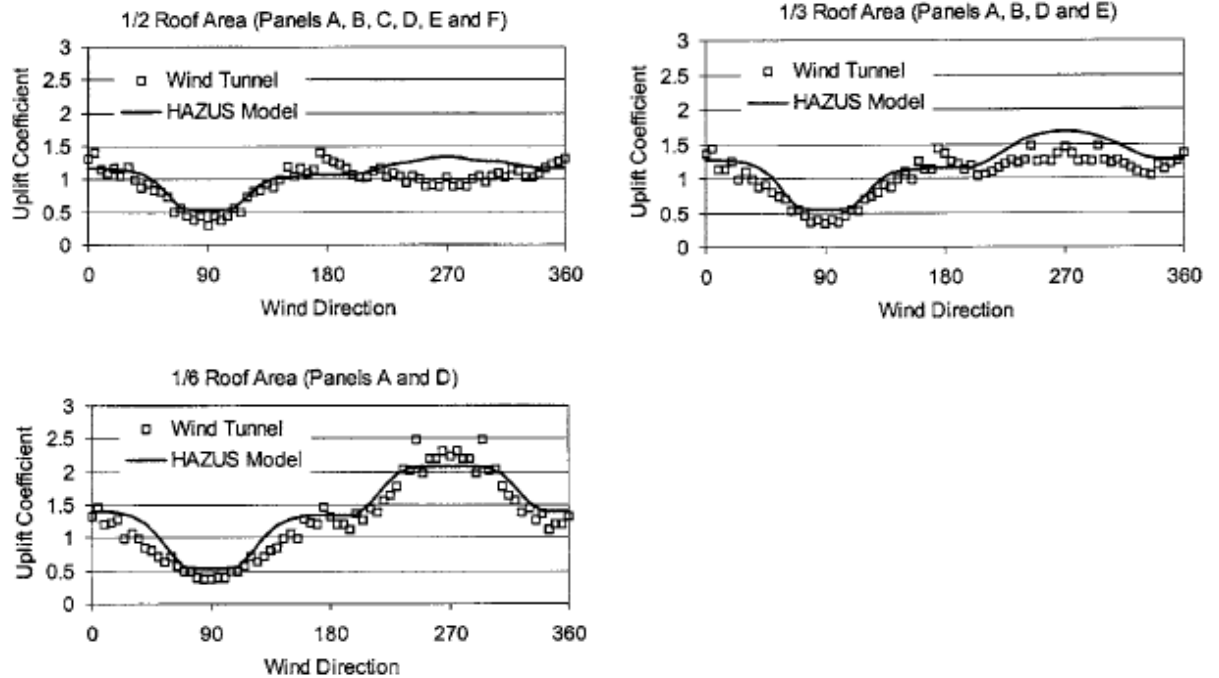 1/2 Roof Area (Panels A, B, C, D, E and F)
3
2.5
2
1.5
1
0.5
0
Uplift Coefficient
Wind Tunnel
HAZUS Model
0 90 180 270 360
Wind Direction
1/3 Roof Area (Panels A, B, D and E)
3
2.5
2
1.5
1
0.5
0
Uplift Coefficient
Wind Tunnel
HAZUS Model
0 90 180 270 360
Wind Direction
1/6 Roof Area (Panels A and D)
3
2.5
2
1.5
1
0.5
0
Uplift Coefficient
Wind Tunnel
HAZUS Model
0 90 180 270 360
Wind Direction